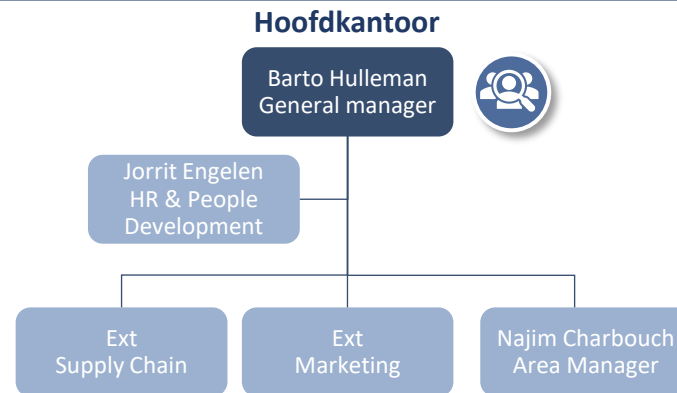 Hoofdkantoor
Barto Hulleman
General manager
Jorrit Engelen
HR & People
Development
Ext
Supply Chain
Ext
Marketing
Najim Charbouch
Area Manager